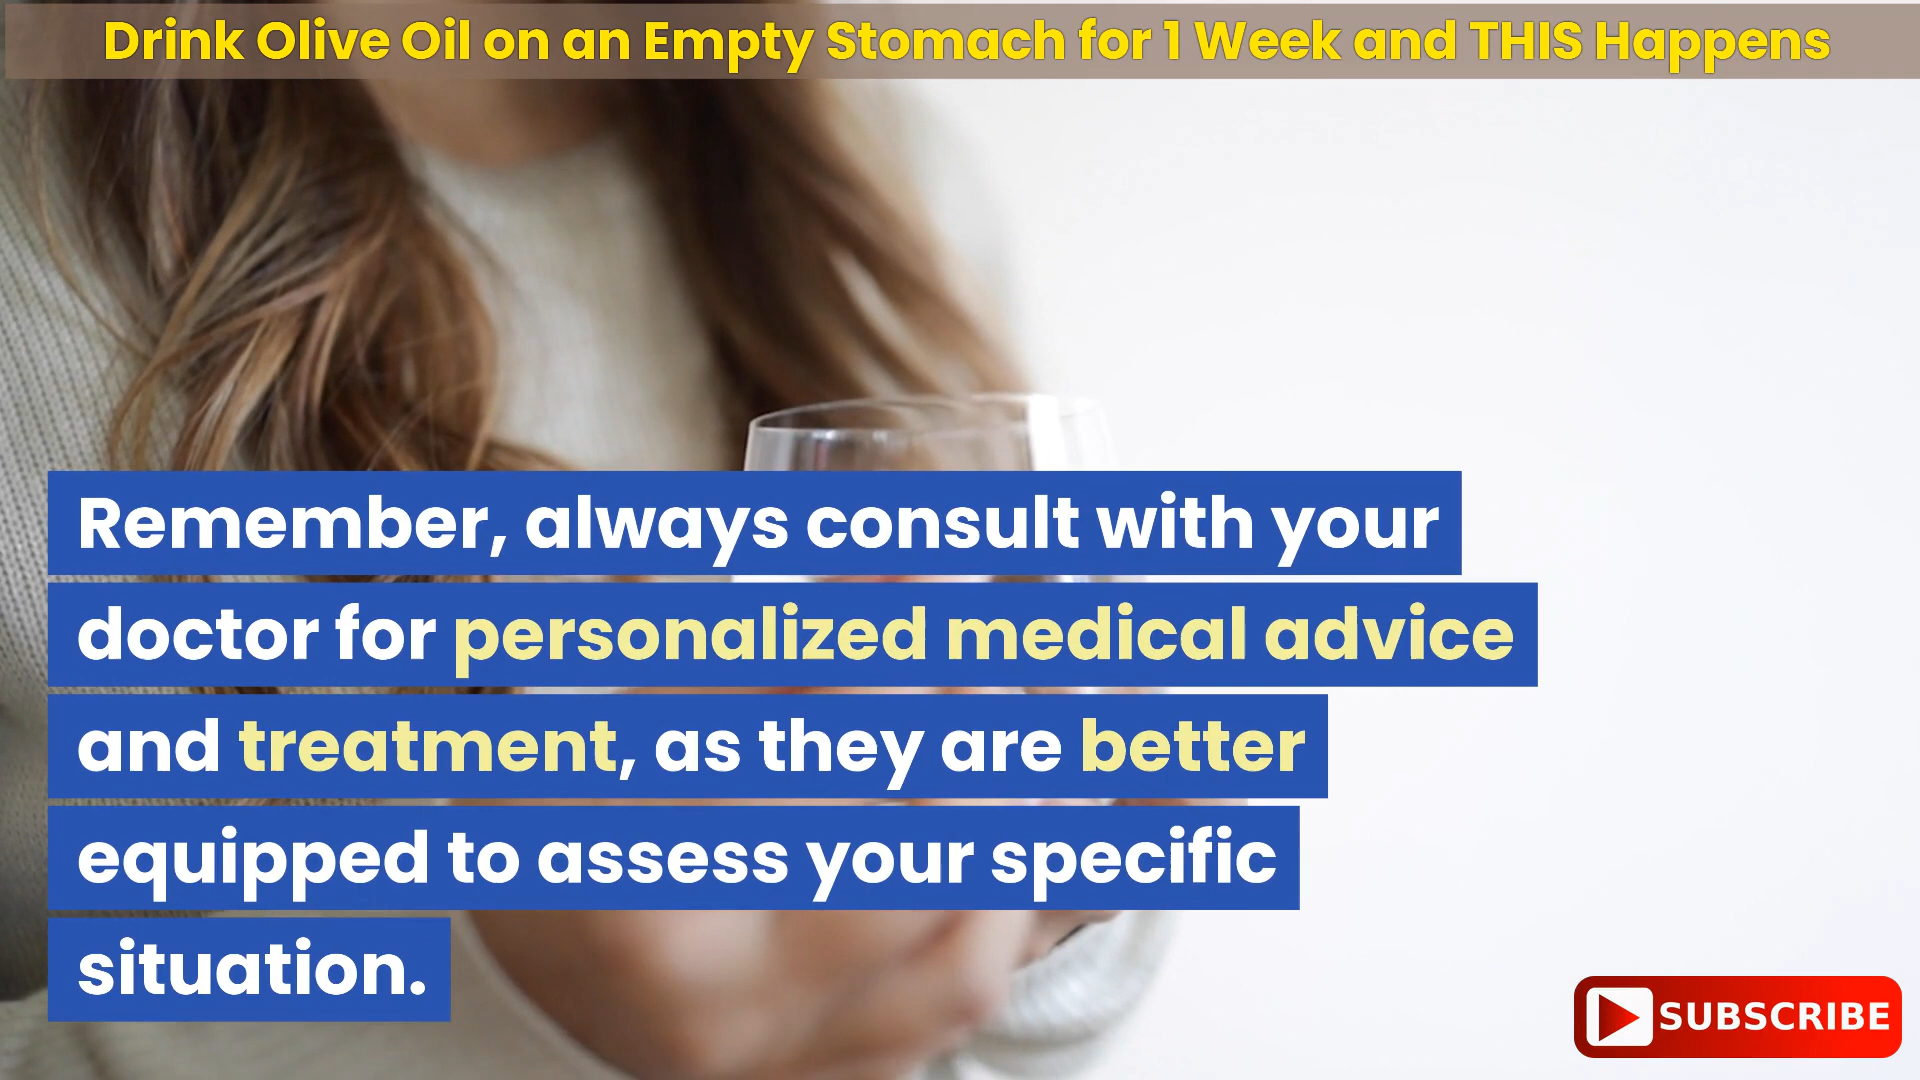 Drink Olive Oil on an Empty Stomach for 1 Week and THIS Happens
Remember, always consult with your
doctor for personalized medical advice
and treatment, as they are better
equipped to assess your specific
situation.
SUBSCRIBE